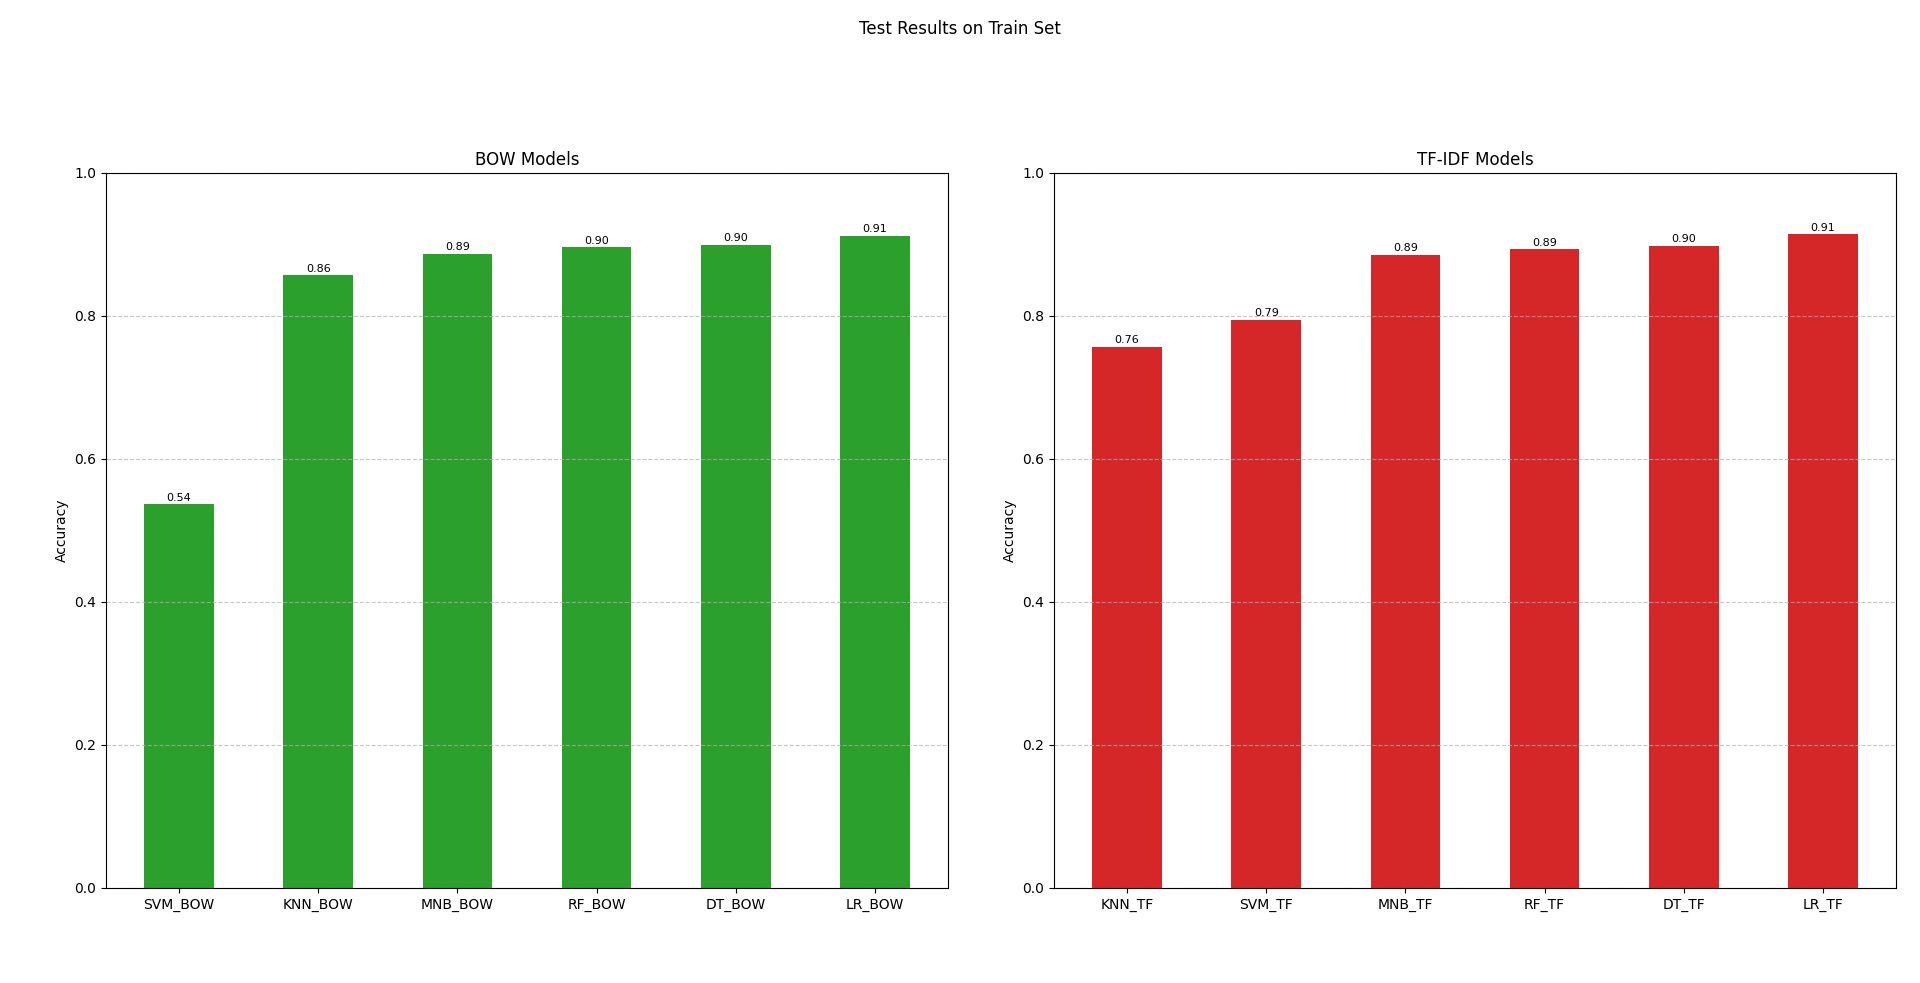 Test Results on Train Set
BOW Models
1.0
0.8
0.6
0.4
0.2
0.0
Accuracy
0.54
0.86
0.89
0.90
0.90
0.91
SVM_BOW
KNN_BOW
MNB_BOW
RF_BOW
DT_BOW
LR_BOW
TF-IDF Models
1.0
0.8
0.6
0.4
0.2
0.0
Accuracy
0.76
0.79
0.89
0.89
0.90
0.91
KNN_TF
SVM_TF
MNB_TF
RF_TF
DT_TF
LR_TF